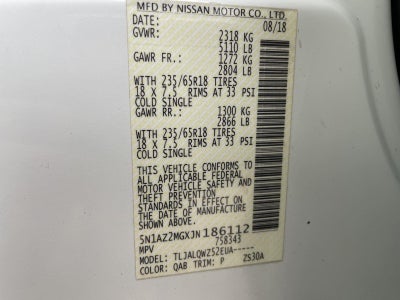 MFD BY NISSAN MOTOR CO., LTD.
DATE: 08/18
GVWR: 2318 KG
5110 LB
GAWR FR.: 1272 KG
2804 LB
WITH 235/65R18 TIRES
18 X 7.5 RIMS AT 33 PSI
COLD SINGLE
GAWR RR.: 1300 KG
2866 LB
WITH 235/65R18 TIRES
18 X 7.5 RIMS AT 33 PSI
COLD SINGLE
THIS VEHICLE CONFORMS TO
ALL APPLICABLE FEDERAL
MOTOR VEHICLE SAFETY AND
THEFT PREVENTION
STANDARDS IN EFFECT ON
THE DATE OF MANUFACTURE
SHOWN ABOVE.
5N1AZ2MGXJN186112
MPV 758343
MODEL: TLJALQWZ52EUA-----
COLOR: QAB TRIM: P ZS30A